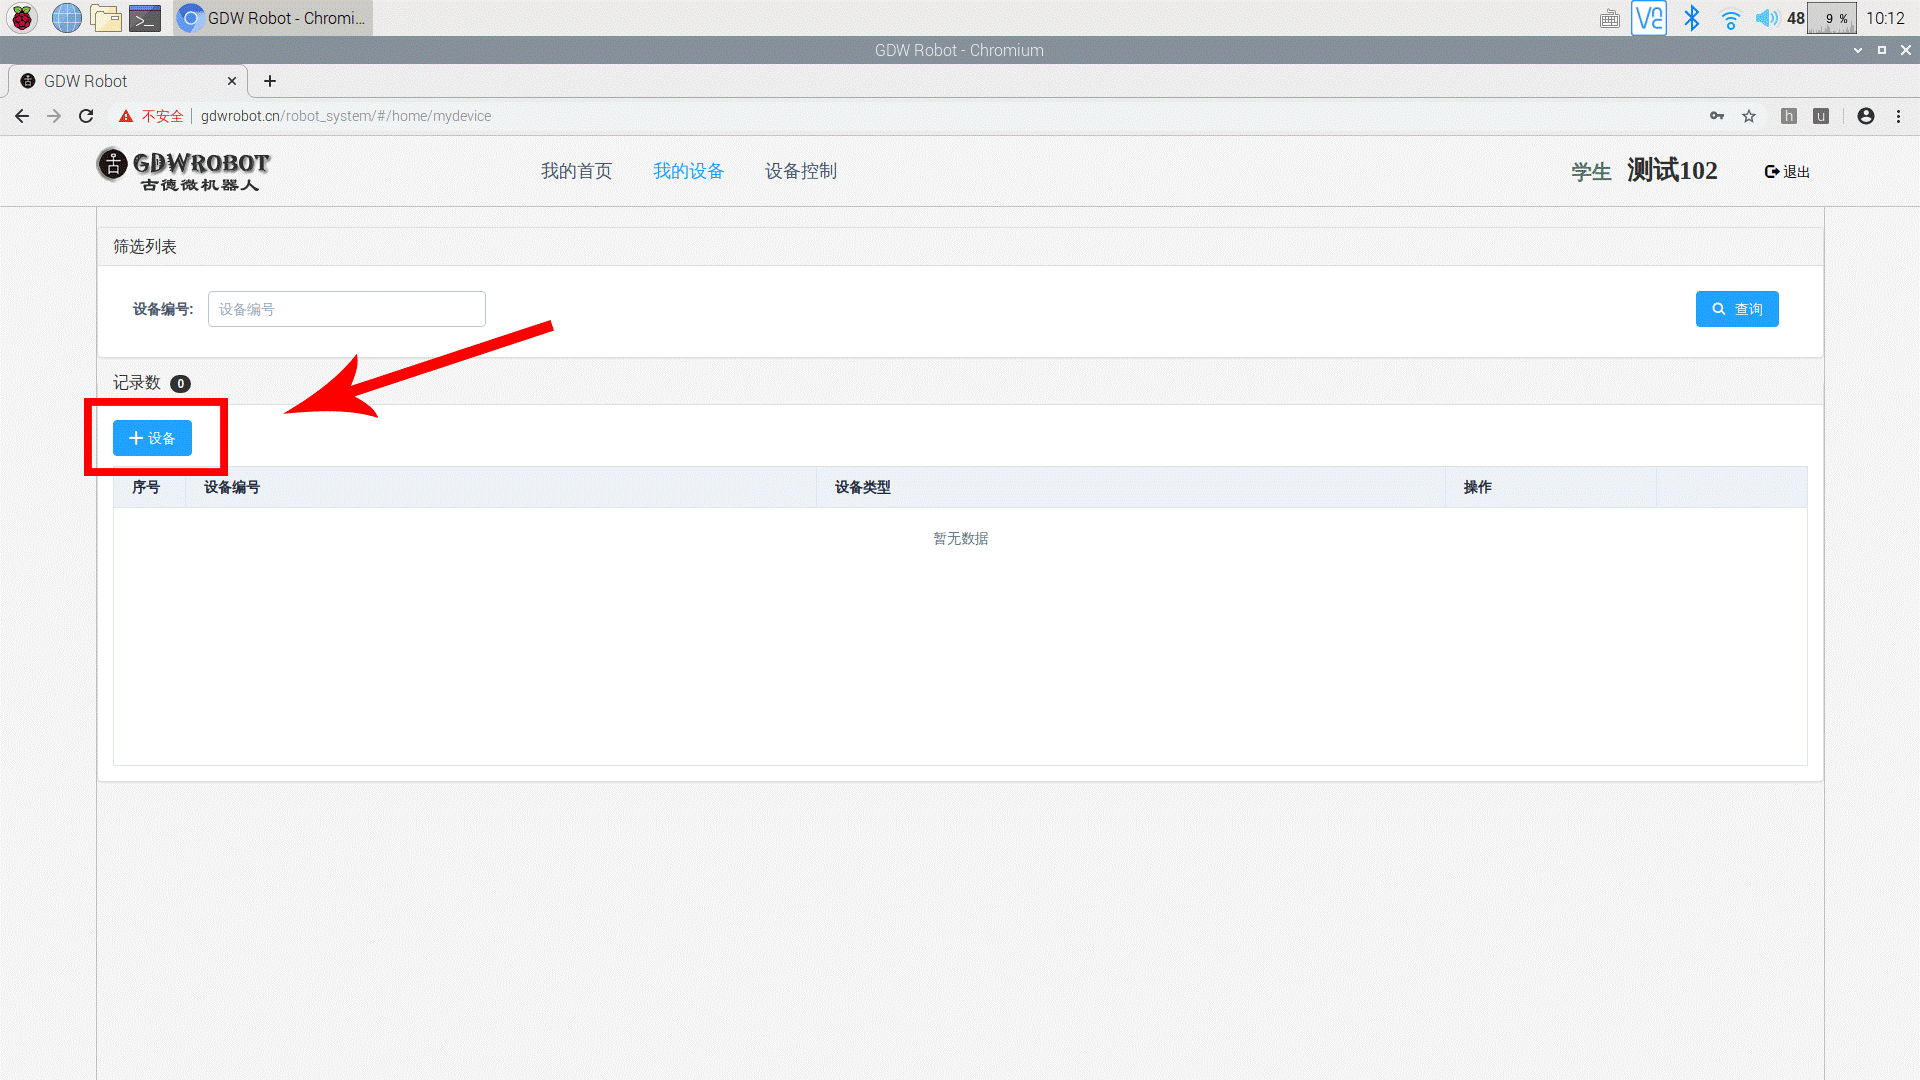 GDW Robot - Chromi...
48
9 %
10:12
GDW Robot - Chromium
GDW Robot
不安全 gdwrobot.cn/robot_system/#/home/mydevice
h u
GDWROBOT
古德微机器人
我的首页 我的设备 设备控制
学生 测试102 退出
筛选列表
设备编号: 设备编号 查询
记录数 0
设备
序号 设备编号 设备类型 操作
暂无数据